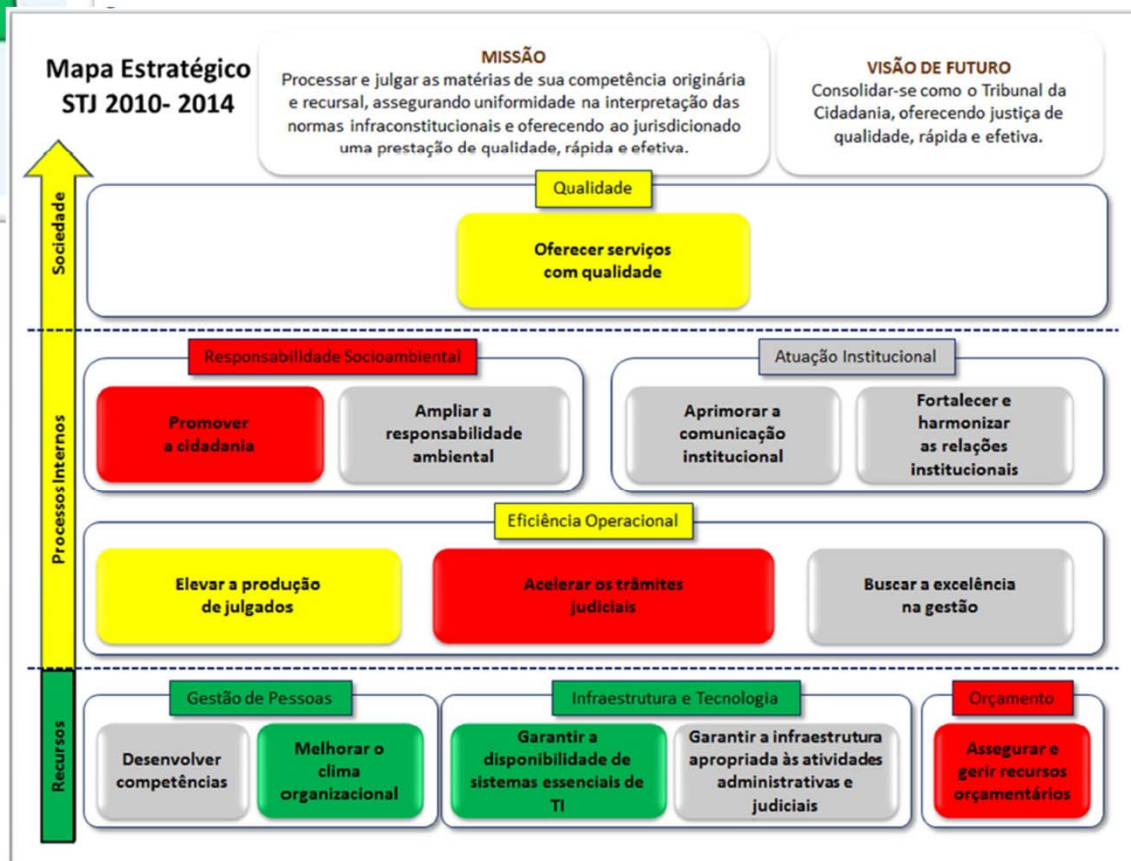 Mapa Estratégico
STJ 2010- 2014
MISSÃO
Processar e julgar as matérias de sua competência originária
e recursal, assegurando uniformidade na interpretação das
normas infraconstitucionais e oferecendo ao jurisdicionado
uma prestação de qualidade, rápida e efetiva.
VISÃO DE FUTURO
Consolidar-se como o Tribunal da
Cidadania, oferecendo justiça de
qualidade, rápida e efetiva.
Sociedade
Qualidade
Oferecer serviços
com qualidade
Processos Internos
Responsabilidade Socioambiental
Promover
a cidadania
Ampliar a
responsabilidade
ambiental
Atuação Institucional
Aprimorar a
comunicação
institucional
Fortalecer e
harmonizar
as relações
institucionais
Eficiência Operacional
Elevar a produção
de julgados
Acelerar os trâmites
judiciais
Buscar a excelência
na gestão
Recursos
Gestão de Pessoas
Desenvolver
competências
Melhorar o
clima
organizacional
Infraestrutura e Tecnologia
Garantir a
disponibilidade de
sistemas essenciais de
TI
Garantir a infraestrutura
apropriada às atividades
administrativas e
judiciais
Orçamento
Assegurar e
gerir recursos
orçamentários